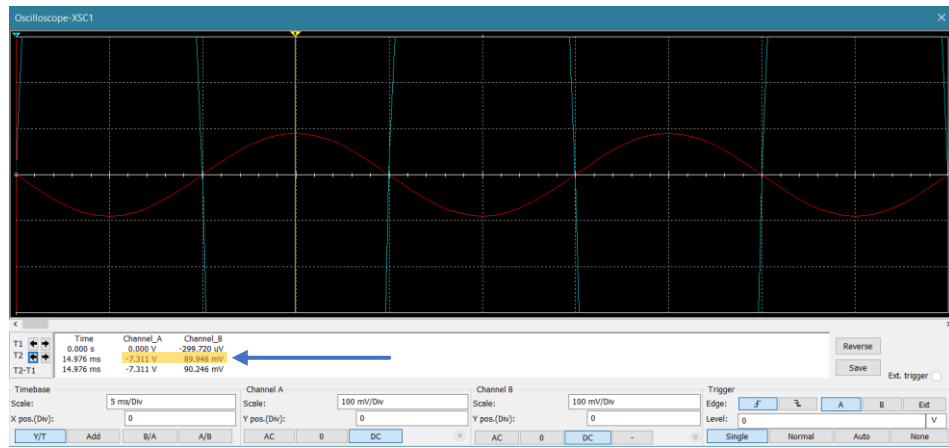 Oscilloscope-XSC1
Time Channel_A Channel_B
T1 0.000 s 0.000 V -299.720 uV
T2 14.976 ms -7.311 V 89.946 mV
T2-T1 14.976 ms -7.311 V 90.246 mV
Reverse
Save
Ext. trigger
Timebase Channel A Channel B Trigger
Scale: 5 ms/Div Scale: 100 mV/Div Scale: 100 mV/Div Edge: A B Ext
X pos.(Div): 0 Y pos.(Div): 0 Y pos.(Div): 0 Level: 0 V
Y/T Add B/A A/B AC 0 DC AC 0 DC - Single Normal Auto None